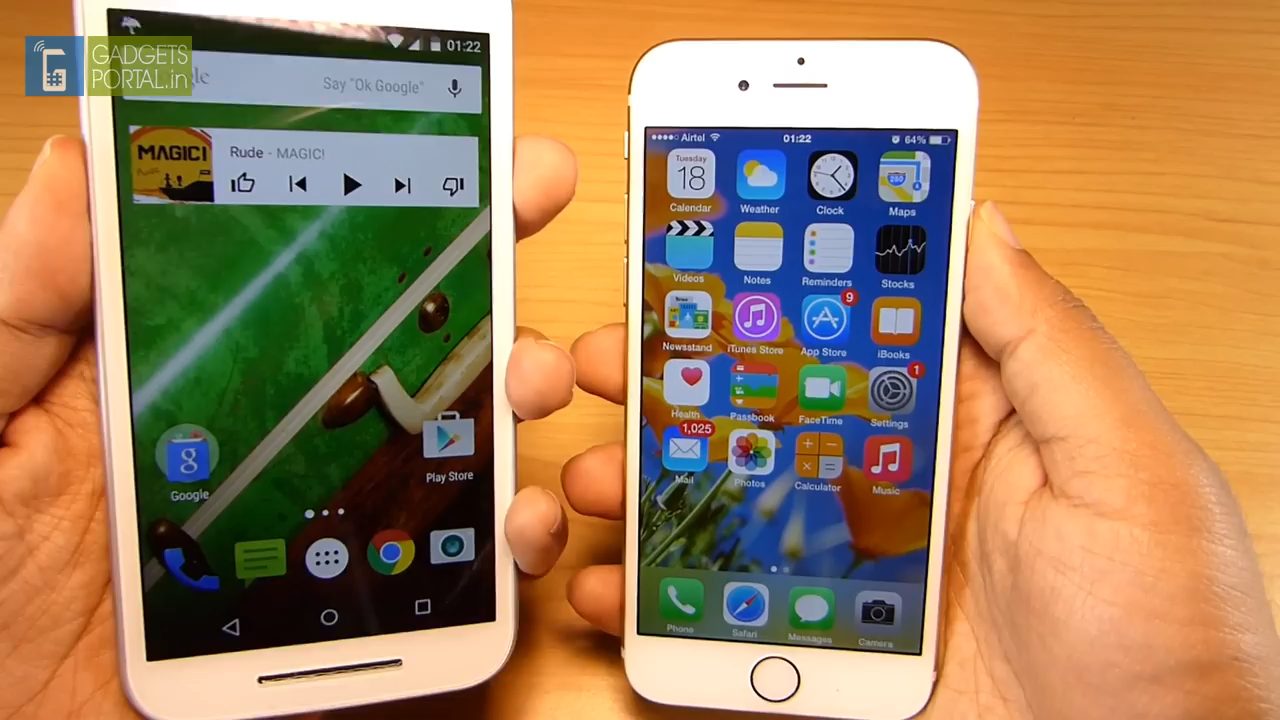 GADGETS
PORTAL.in
01:22
Say "Ok Google"
MAGIC!
Rude - MAGIC!
Google
Play Store
Airtel 01:22 64%
Tuesday
18
Calendar Weather Clock Maps
280
Videos Notes Reminders Stocks
9
Newsstand iTunes Store App Store iBooks
1
Health Passbook FaceTime Settings
1,025
Mail Photos Calculator Music
Phone Safari Messages Camera